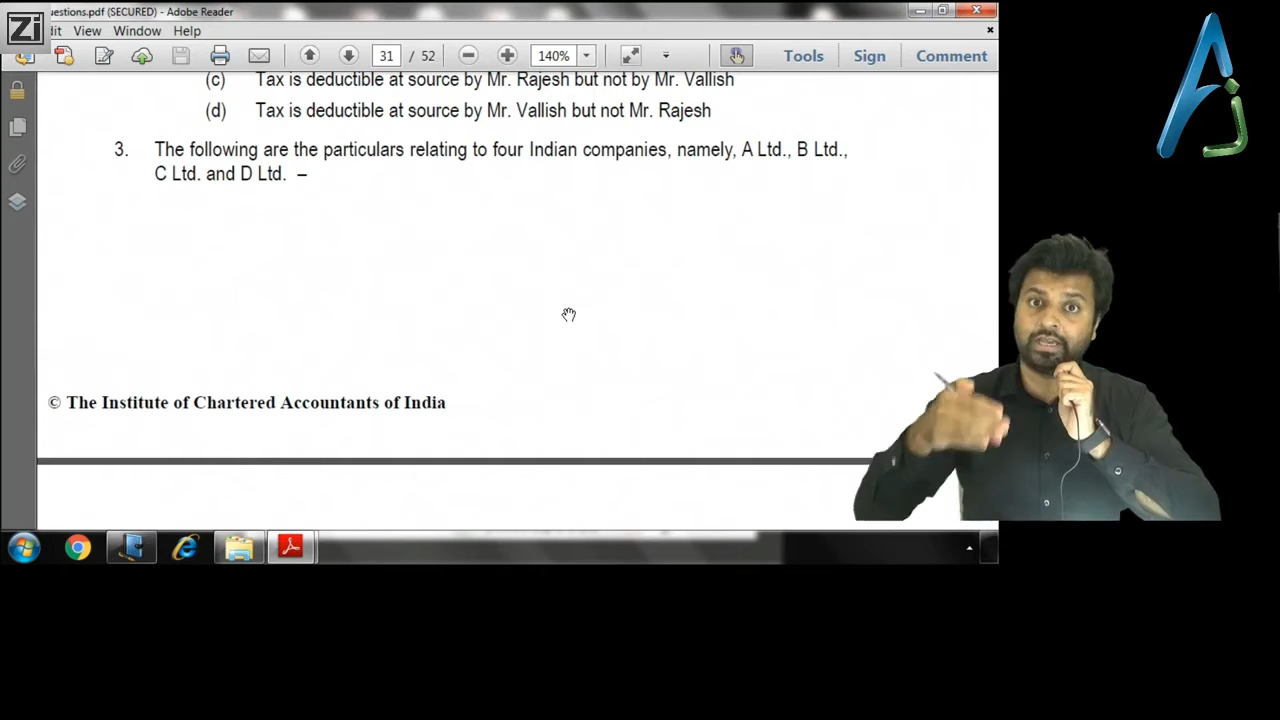 estions.pdf (SECURED) - Adobe Reader
Zi
dit View Window Help
31 / 52 140% Tools Sign Comment
(c) Tax is deductible at source by Mr. Rajesh but not by Mr. Vallish
(d) Tax is deductible at source by Mr. Vallish but not Mr. Rajesh
3. The following are the particulars relating to four Indian companies, namely, A Ltd., B Ltd.,
C Ltd. and D Ltd. –
© The Institute of Chartered Accountants of India
AJ